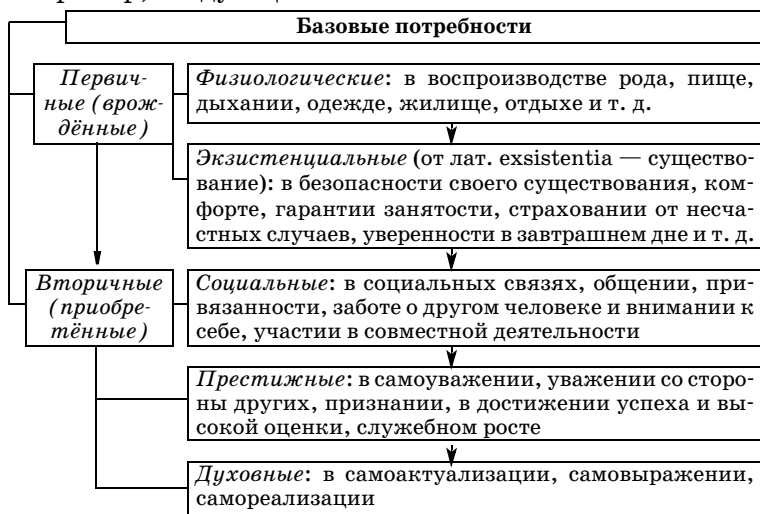 Базовые потребности
Первич-
ные (врож-
дённые)
Физиологические: в воспроизводстве рода, пище,
дыхании, одежде, жилище, отдыхе и т. д.
Экзистенциальные (от лат. exsistentia — существо-
вание): в безопасности своего существования, ком-
форте, гарантии занятости, страховании от несча-
стных случаев, уверенности в завтрашнем дне и т. д.
Вторичные
(приобре-
тённые)
Социальные: в социальных связях, общении, при-
вязанности, заботе о другом человеке и внимании к
себе, участии в совместной деятельности
Престижные: в самоуважении, уважении со сторо-
ны других, признании, в достижении успеха и вы-
сокой оценки, служебном росте
Духовные: в самоактуализации, самовыражении,
самореализации